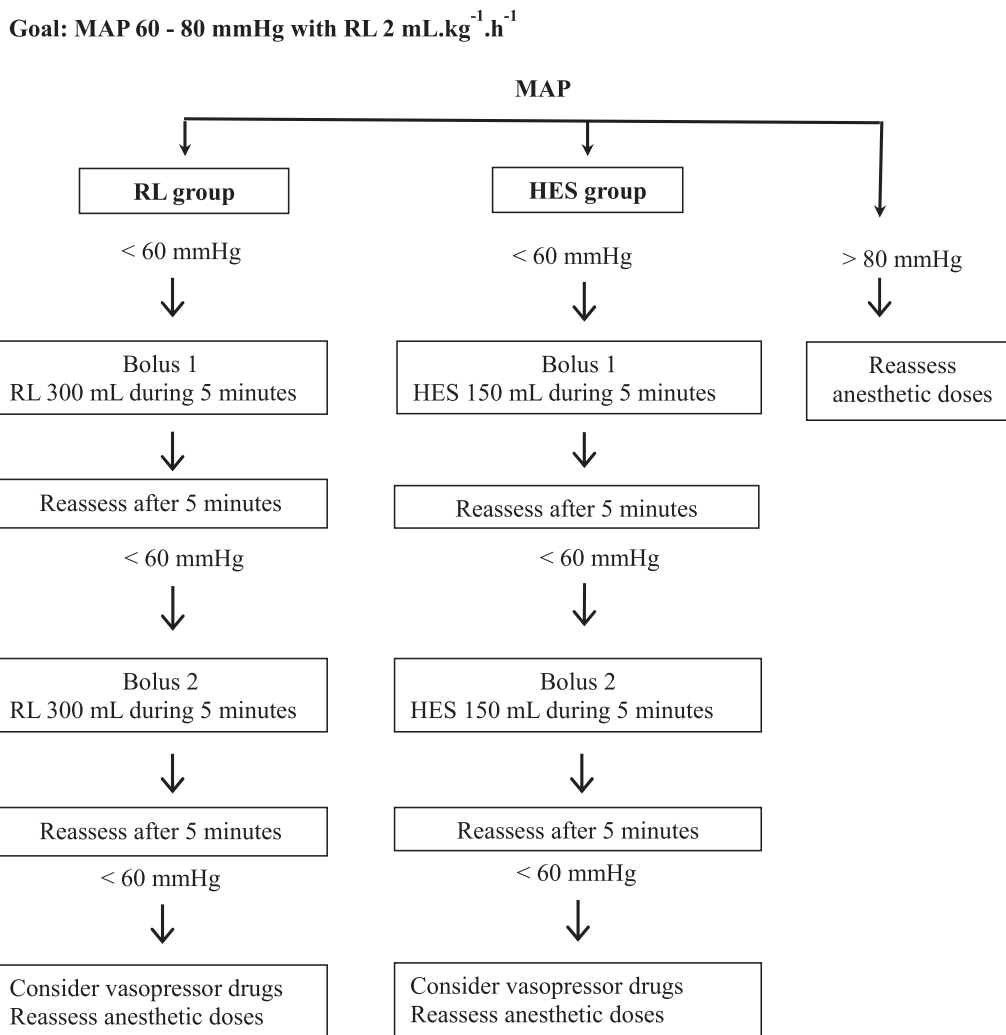 Goal: MAP 60 - 80 mmHg with RL 2 mL.kg⁻¹.h⁻¹
MAP
RL group
< 60 mmHg
Bolus 1
RL 300 mL during 5 minutes
Reassess after 5 minutes
< 60 mmHg
Bolus 2
RL 300 mL during 5 minutes
Reassess after 5 minutes
< 60 mmHg
Consider vasopressor drugs
Reassess anesthetic doses
HES group
< 60 mmHg
Bolus 1
HES 150 mL during 5 minutes
Reassess after 5 minutes
< 60 mmHg
Bolus 2
HES 150 mL during 5 minutes
Reassess after 5 minutes
< 60 mmHg
Consider vasopressor drugs
Reassess anesthetic doses
> 80 mmHg
Reassess
anesthetic doses